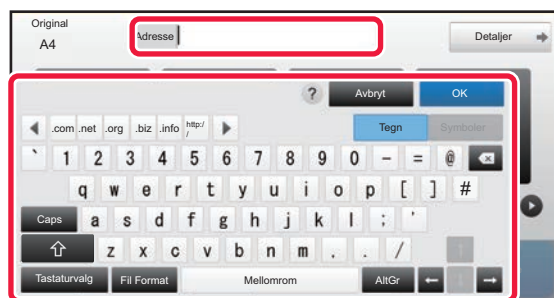 Original
A4
Adresse
Detaljer
? Avbryt OK
.com .net .org .biz .info http:/
/
Tegn Symboler
` 1 2 3 4 5 6 7 8 9 0 - = @
q w e r t y u i o p [ ] #
Caps a s d f g h j k l ; '
z x c v b n m . . /
Tastaturvalg Fil Format Mellomrom AltGr